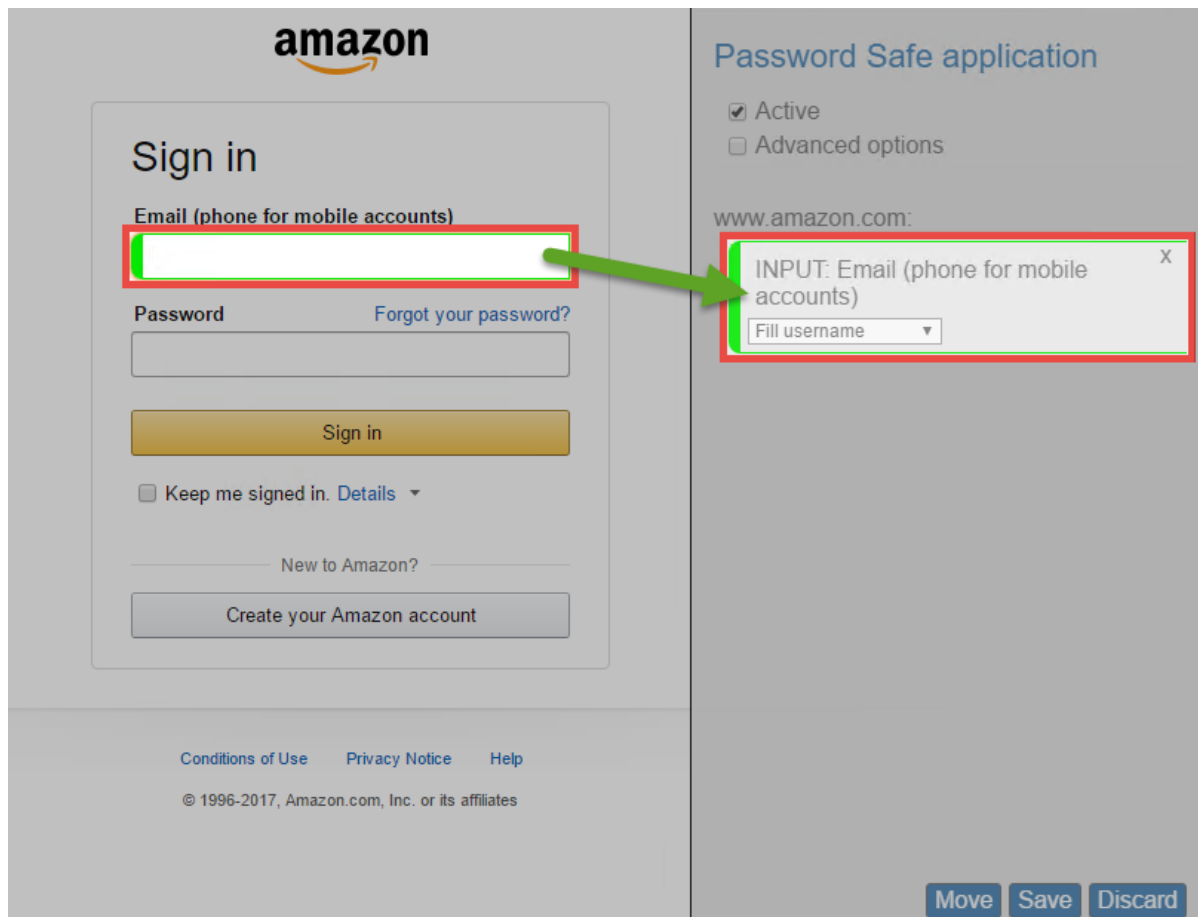 amazon
Sign in
Email (phone for mobile accounts)
Password
Forgot your password?
Sign in
Keep me signed in. Details
New to Amazon?
Create your Amazon account
Conditions of Use
Privacy Notice
Help
© 1996-2017, Amazon.com, Inc. or its affiliates
Password Safe application
Active
Advanced options
www.amazon.com:
INPUT: Email (phone for mobile
accounts)
x
Fill username
Move
Save
Discard